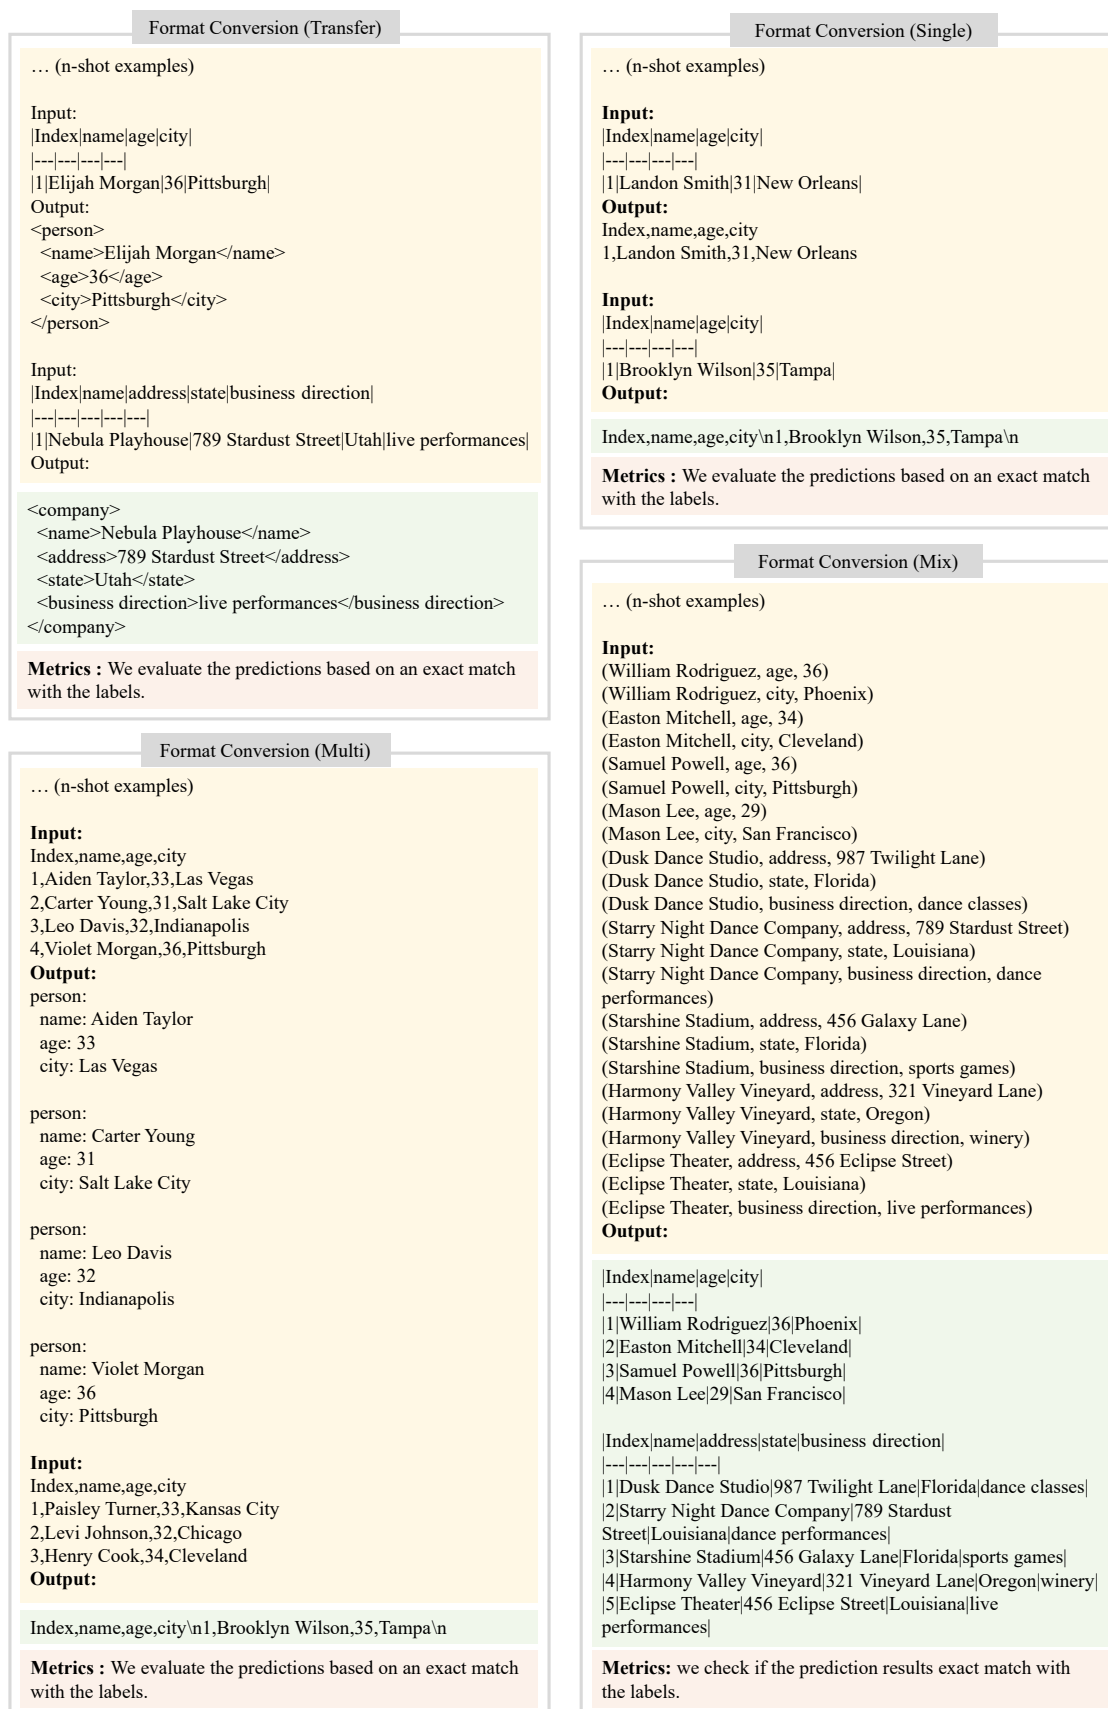 Format Conversion (Transfer)
… (n-shot examples)
Input:
|Index|name|age|city|
|---|---|---|---|
|1|Elijah Morgan|36|Pittsburgh|
Output:
<person>
<name>Elijah Morgan</name>
<age>36</age>
<city>Pittsburgh</city>
</person>
Input:
|Index|name|address|state|business direction|
|---|---|---|---|---|
|1|Nebula Playhouse|789 Stardust Street|Utah|live performances|
Output:
<company>
<name>Nebula Playhouse</name>
<address>789 Stardust Street</address>
<state>Utah</state>
<business direction>live performances</business direction>
</company>
Metrics : We evaluate the predictions based on an exact match
with the labels.
Format Conversion (Multi)
… (n-shot examples)
Input:
Index,name,age,city
1,Aiden Taylor,33,Las Vegas
2,Carter Young,31,Salt Lake City
3,Leo Davis,32,Indianapolis
4,Violet Morgan,36,Pittsburgh
Output:
person:
name: Aiden Taylor
age: 33
city: Las Vegas
person:
name: Carter Young
age: 31
city: Salt Lake City
person:
name: Leo Davis
age: 32
city: Indianapolis
person:
name: Violet Morgan
age: 36
city: Pittsburgh
Input:
Index,name,age,city
1,Paisley Turner,33,Kansas City
2,Levi Johnson,32,Chicago
3,Henry Cook,34,Cleveland
Output:
Index,name,age,city\n1,Brooklyn Wilson,35,Tampa\n
Metrics : We evaluate the predictions based on an exact match
with the labels.
Format Conversion (Single)
… (n-shot examples)
Input:
|Index|name|age|city|
|---|---|---|---|
|1|Landon Smith|31|New Orleans|
Output:
Index,name,age,city
1,Landon Smith,31,New Orleans
Input:
|Index|name|age|city|
|---|---|---|---|
|1|Brooklyn Wilson|35|Tampa|
Output:
Index,name,age,city\n1,Brooklyn Wilson,35,Tampa\n
Metrics : We evaluate the predictions based on an exact match
with the labels.
Format Conversion (Mix)
… (n-shot examples)
Input:
(William Rodriguez, age, 36)
(William Rodriguez, city, Phoenix)
(Easton Mitchell, age, 34)
(Easton Mitchell, city, Cleveland)
(Samuel Powell, age, 36)
(Samuel Powell, city, Pittsburgh)
(Mason Lee, age, 29)
(Mason Lee, city, San Francisco)
(Dusk Dance Studio, address, 987 Twilight Lane)
(Dusk Dance Studio, state, Florida)
(Dusk Dance Studio, business direction, dance classes)
(Starry Night Dance Company, address, 789 Stardust Street)
(Starry Night Dance Company, state, Louisiana)
(Starry Night Dance Company, business direction, dance
performances)
(Starshine Stadium, address, 456 Galaxy Lane)
(Starshine Stadium, state, Florida)
(Starshine Stadium, business direction, sports games)
(Harmony Valley Vineyard, address, 321 Vineyard Lane)
(Harmony Valley Vineyard, state, Oregon)
(Harmony Valley Vineyard, business direction, winery)
(Eclipse Theater, address, 456 Eclipse Street)
(Eclipse Theater, state, Louisiana)
(Eclipse Theater, business direction, live performances)
Output:
|Index|name|age|city|
|---|---|---|---|
|1|William Rodriguez|36|Phoenix|
|2|Easton Mitchell|34|Cleveland|
|3|Samuel Powell|36|Pittsburgh|
|4|Mason Lee|29|San Francisco|
|Index|name|address|state|business direction|
|---|---|---|---|---|
|1|Dusk Dance Studio|987 Twilight Lane|Florida|dance classes|
|2|Starry Night Dance Company|789 Stardust
Street|Louisiana|dance performances|
|3|Starshine Stadium|456 Galaxy Lane|Florida|sports games|
|4|Harmony Valley Vineyard|321 Vineyard Lane|Oregon|winery|
|5|Eclipse Theater|456 Eclipse Street|Louisiana|live
performances|
Metrics: we check if the prediction results exact match with
the labels.